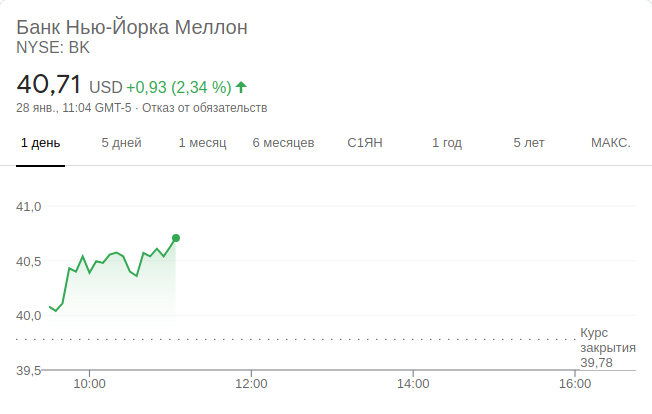 Банк Нью-Йорка Меллон
NYSE: BK
40,71 USD +0,93 (2,34 %)
28 янв., 11:04 GMT-5 · Отказ от обязательств
1 день 5 дней 1 месяц 6 месяцев С1ЯН 1 год 5 лет МАКС.
41,0
40,5
40,0
Курс
закрытия
39,78
39,5
10:00 12:00 14:00 16:00